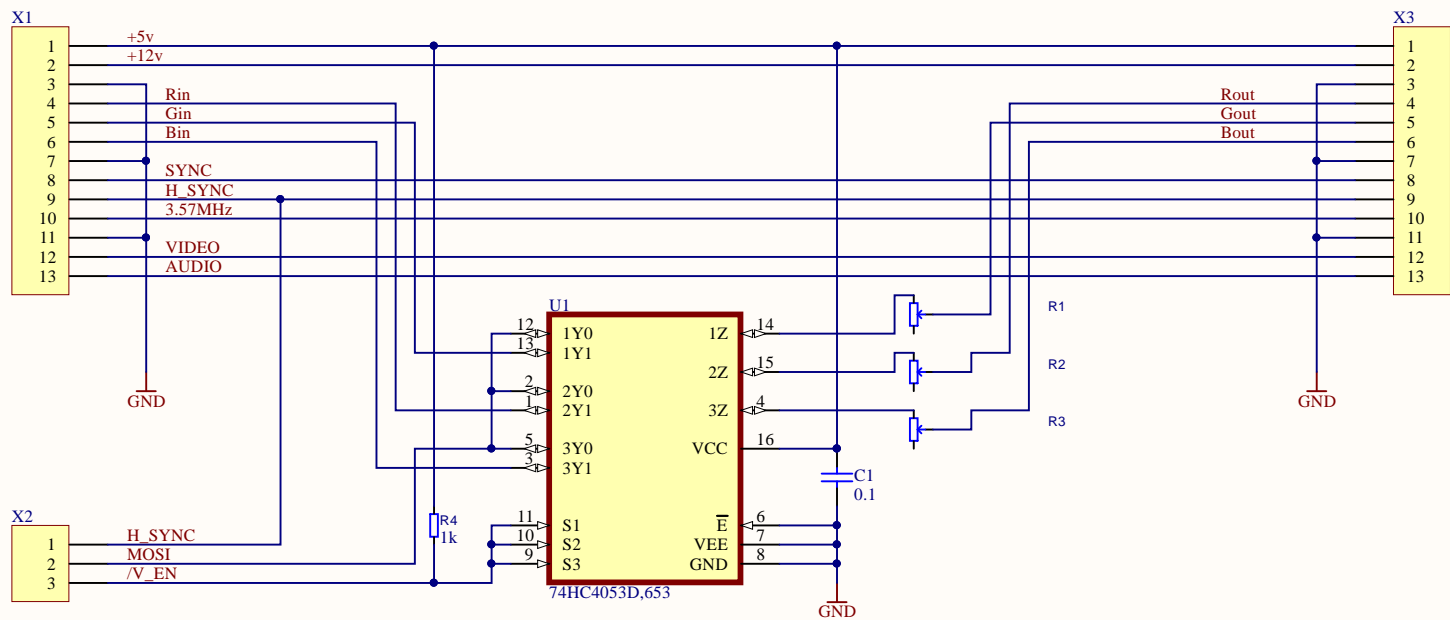 X1
X3
1 +5v 1
2 +12v 2
3 3
4 Rin Rout 4
5 Gin Gout 5
6 Bin Bout 6
7 7
8 SYNC 8
9 H_SYNC 9
10 3.57MHz 10
11 11
12 VIDEO 12
13 AUDIO 13
GND
GND
U1
12 1Y0 1Z 14
13 1Y1
2 2Y0 2Z 15
1 2Y1
5 3Y0 3Z 4
3 3Y1
VCC 16
11 S1 E 6
10 S2 VEE 7
9 S3 GND 8
74HC4053D,653
R1
R2
R3
C1
0.1
R4
1k
GND
X2
1 H_SYNC
2 MOSI
3 /V_EN